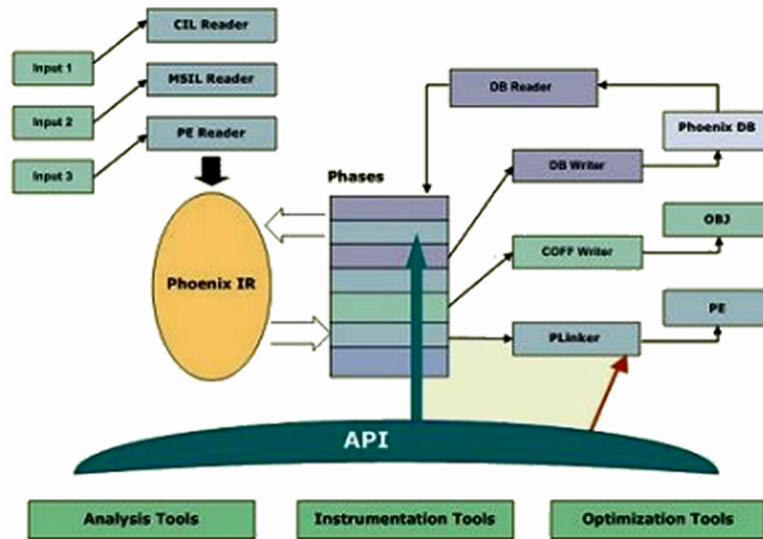 CIL Reader
Input 1
MSIL Reader
DB Reader
Input 2
Phoenix DB
PE Reader
DB Writer
Input 3
Phases
OBJ
COFF Writer
Phoenix IR
PE
PLinker
API
Analysis Tools
Instrumentation Tools
Optimization Tools